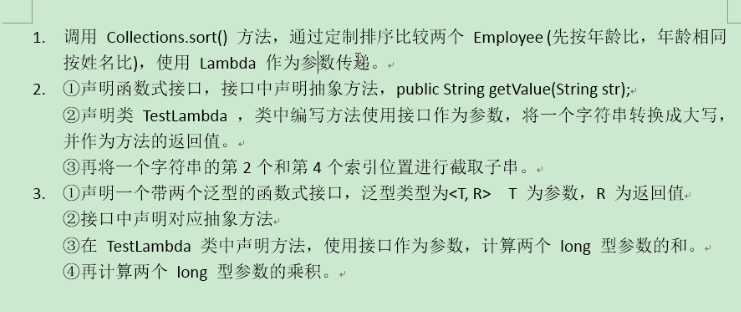 1. 调用 Collections.sort() 方法，通过定制排序比较两个 Employee(先按年龄比，年龄相同
按姓名比)，使用 Lambda 作为参数传递。
2. ①声明函数式接口，接口中声明抽象方法，public String getValue(String str);
②声明类 TestLambda ，类中编写方法使用接口作为参数，将一个字符串转换成大写，
并作为方法的返回值。
③再将一个字符串的第 2 个和第 4 个索引位置进行截取子串。
3. ①声明一个带两个泛型的函数式接口，泛型类型为<T, R> T 为参数，R 为返回值
②接口中声明对应抽象方法
③在 TestLambda 类中声明方法，使用接口作为参数，计算两个 long 型参数的和。
④再计算两个 long 型参数的乘积。